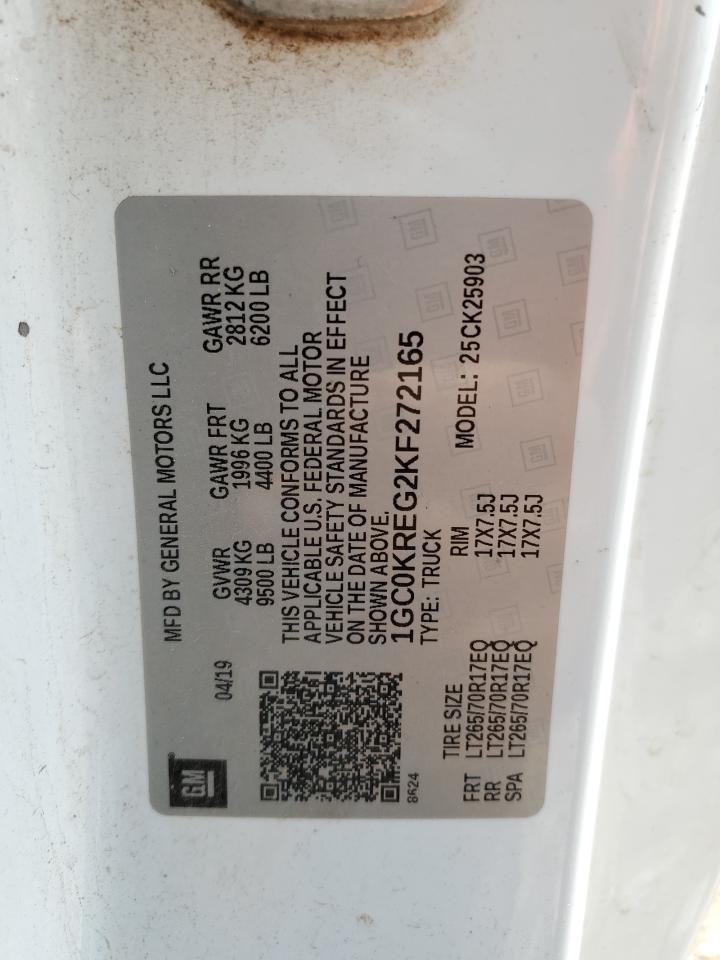 GM
MFD BY GENERAL MOTORS LLC
04/19
GVWR GAWR FRT GAWR RR
4309 KG 1996 KG 2812 KG
9500 LB 4400 LB 6200 LB
THIS VEHICLE CONFORMS TO ALL
APPLICABLE U.S. FEDERAL MOTOR
VEHICLE SAFETY STANDARDS IN EFFECT
ON THE DATE OF MANUFACTURE
SHOWN ABOVE.
1GC0KREG2KF272165
8624
TYPE: TRUCK
MODEL: 25CK25903
TIRE SIZE RIM
FRT LT265/70R17EQ 17X7.5J
RR LT265/70R17EQ 17X7.5J
SPA LT265/70R17EQ 17X7.5J